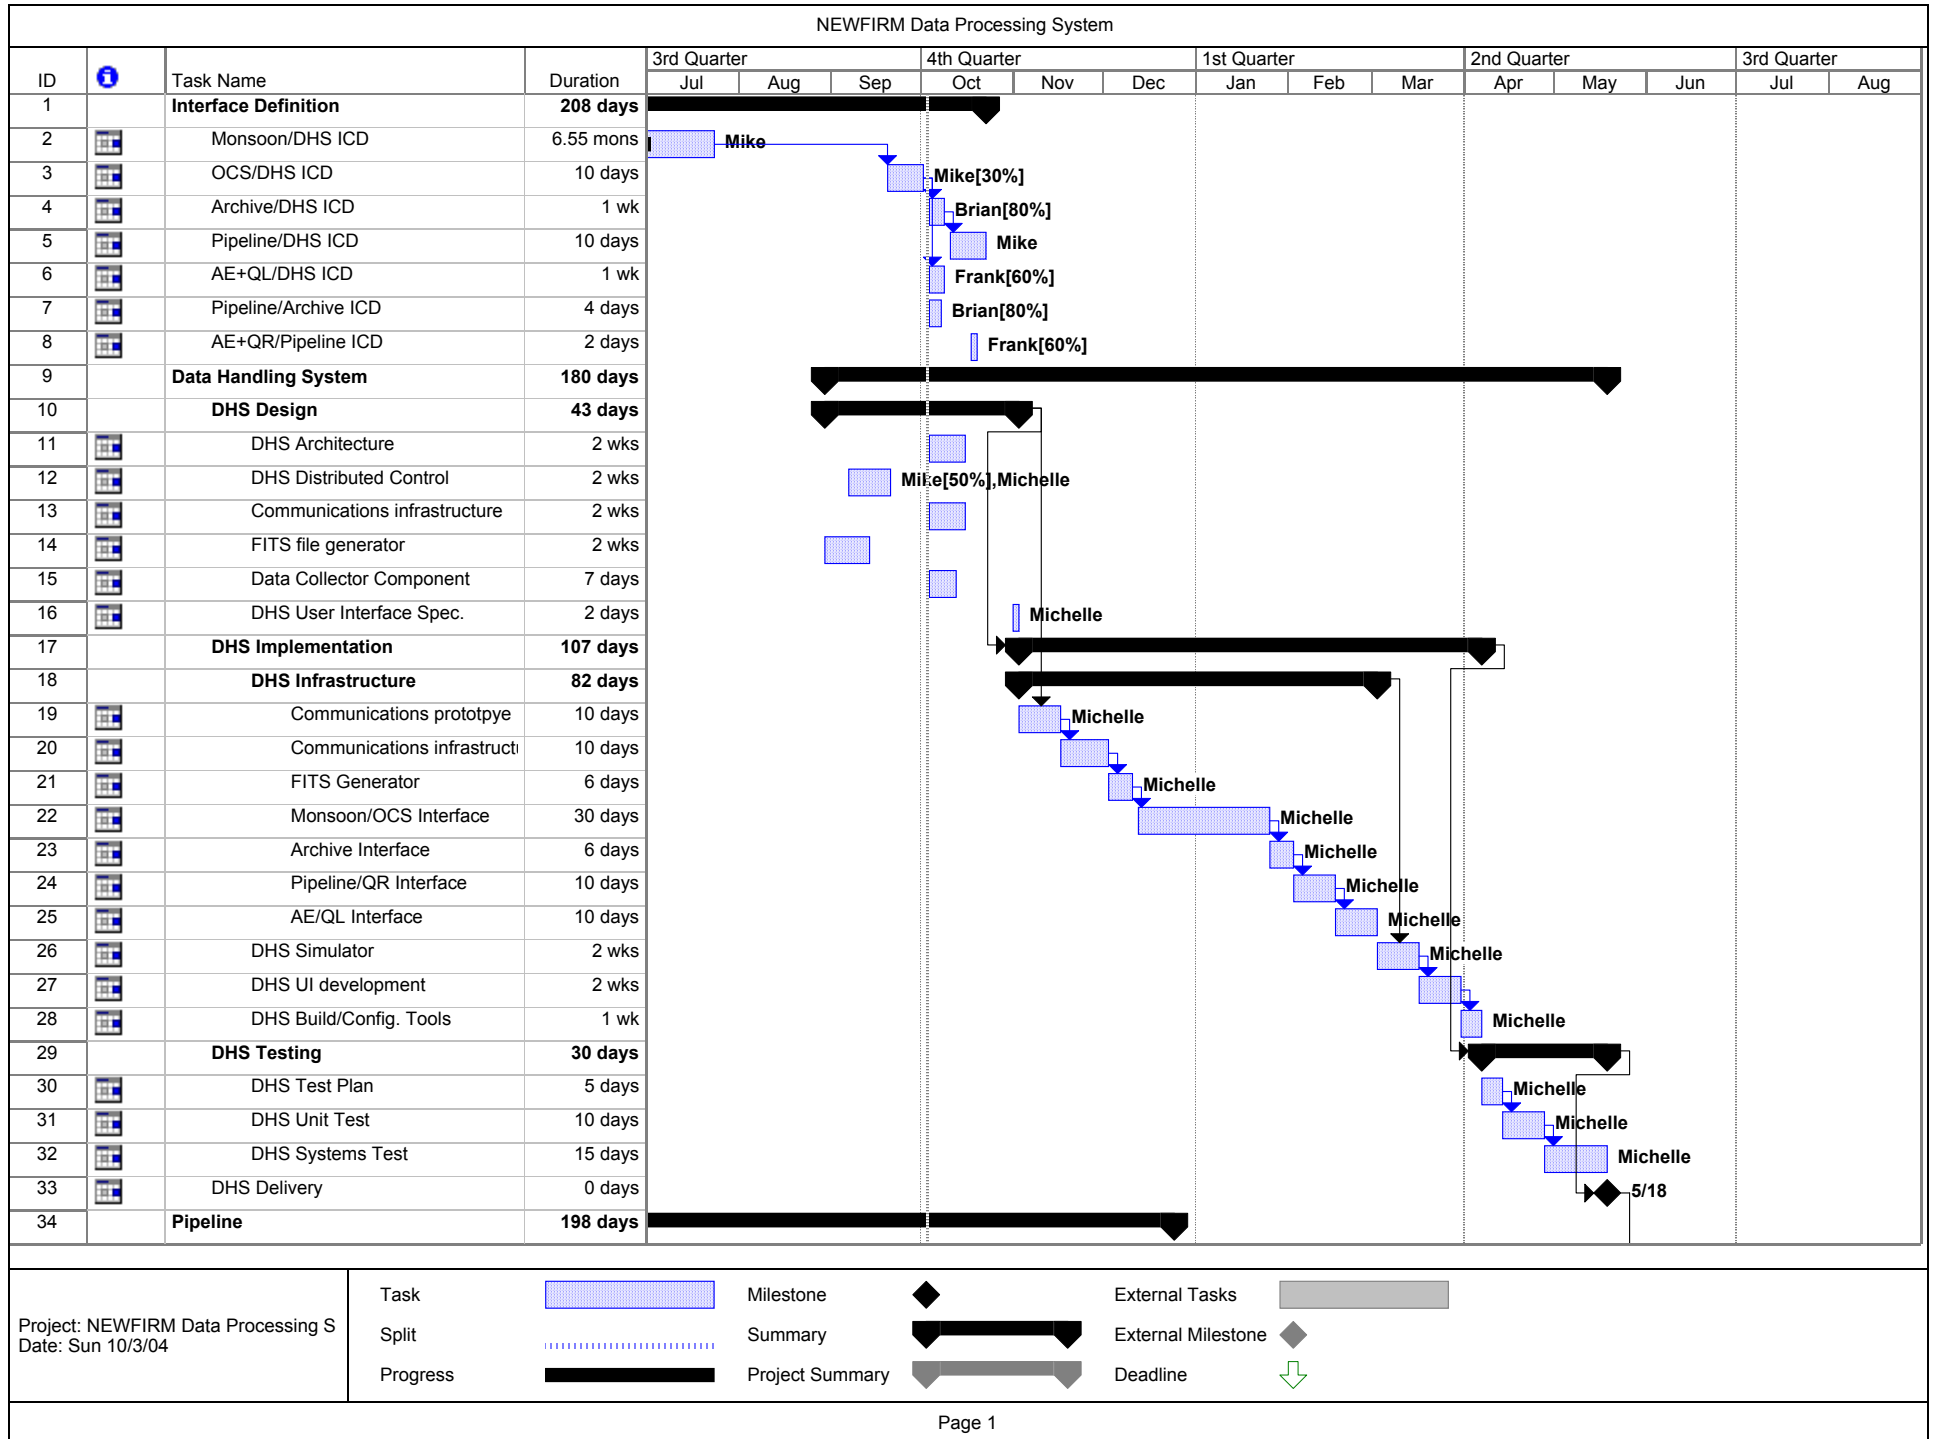 NEWFIRM Data Processing System
3rd Quarter 4th Quarter 1st Quarter 2nd Quarter 3rd Quarter
ID Task Name Duration Jul Aug Sep Oct Nov Dec Jan Feb Mar Apr May Jun Jul Aug
1 Interface Definition 208 days
2 Monsoon/DHS ICD 6.55 mons Mike
3 OCS/DHS ICD 10 days Mike[30%]
4 Archive/DHS ICD 1 wk Brian[80%]
5 Pipeline/DHS ICD 10 days Mike
6 AE+QL/DHS ICD 1 wk Frank[60%]
7 Pipeline/Archive ICD 4 days Brian[80%]
8 AE+QR/Pipeline ICD 2 days Frank[60%]
9 Data Handling System 180 days
10 DHS Design 43 days
11 DHS Architecture 2 wks
12 DHS Distributed Control 2 wks Mike[50%],Michelle
13 Communications infrastructure 2 wks
14 FITS file generator 2 wks
15 Data Collector Component 7 days
16 DHS User Interface Spec. 2 days Michelle
17 DHS Implementation 107 days
18 DHS Infrastructure 82 days
19 Communications prototpye 10 days Michelle
20 Communications infrastructu 10 days
21 FITS Generator 6 days Michelle
22 Monsoon/OCS Interface 30 days Michelle
23 Archive Interface 6 days Michelle
24 Pipeline/QR Interface 10 days Michelle
25 AE/QL Interface 10 days Michelle
26 DHS Simulator 2 wks Michelle
27 DHS UI development 2 wks
28 DHS Build/Config. Tools 1 wk Michelle
29 DHS Testing 30 days
30 DHS Test Plan 5 days Michelle
31 DHS Unit Test 10 days Michelle
32 DHS Systems Test 15 days Michelle
33 DHS Delivery 0 days 5/18
34 Pipeline 198 days
Project: NEWFIRM Data Processing S
Date: Sun 10/3/04
Task Milestone External Tasks
Split Summary External Milestone
Progress Project Summary Deadline
Page 1